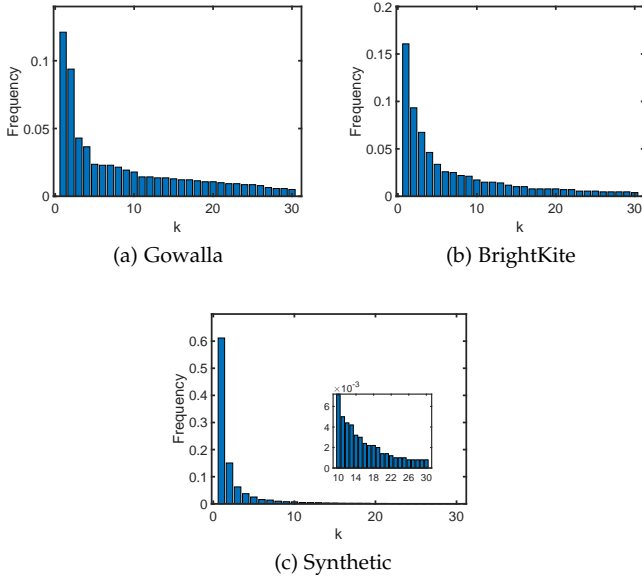 0.1
0.05
0
Frequency
0 10 20 30
k
(a) Gowalla
0.2
0.15
0.1
0.05
0
Frequency
0 10 20 30
k
(b) BrightKite
0.6
0.5
0.4
0.3
0.2
0.1
0
Frequency
0 10 20 30
k
×10⁻³
6
4
2
0
10 14 18 22 26 30
(c) Synthetic